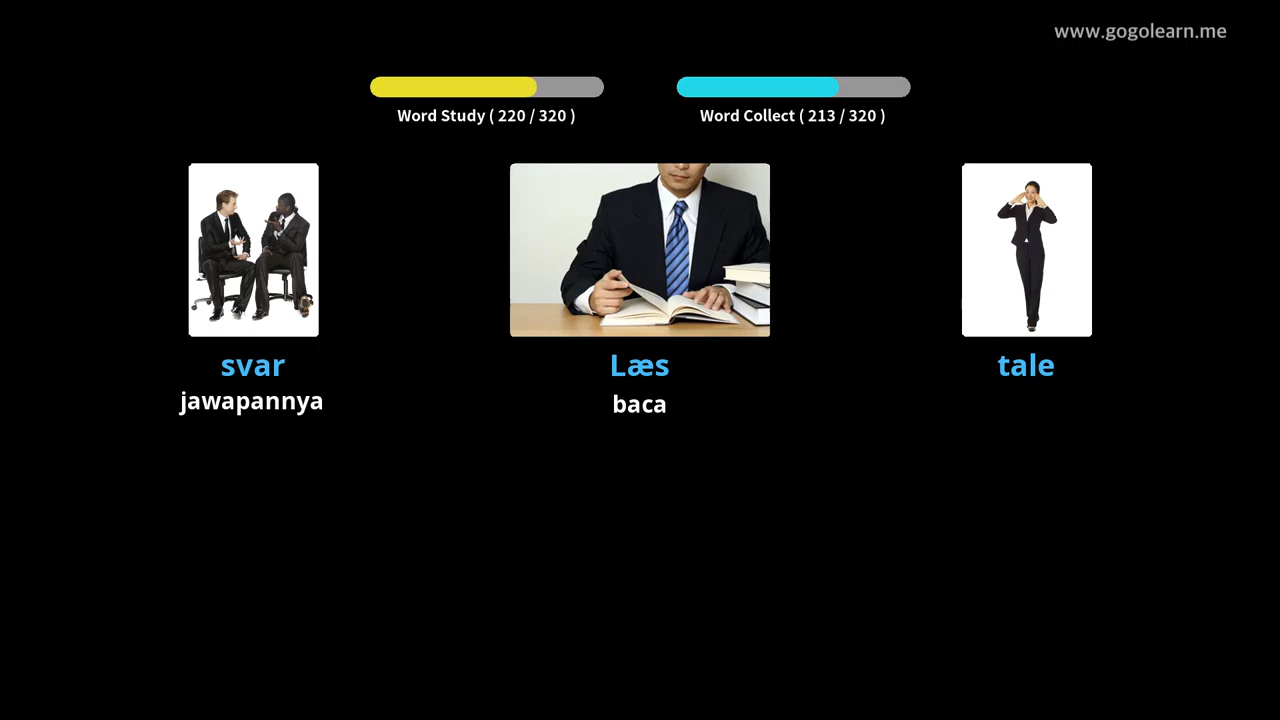 www.gogolearn.me
Word Study ( 220 / 320 )
Word Collect ( 213 / 320 )
svar
jawapannya
Læs
baca
tale